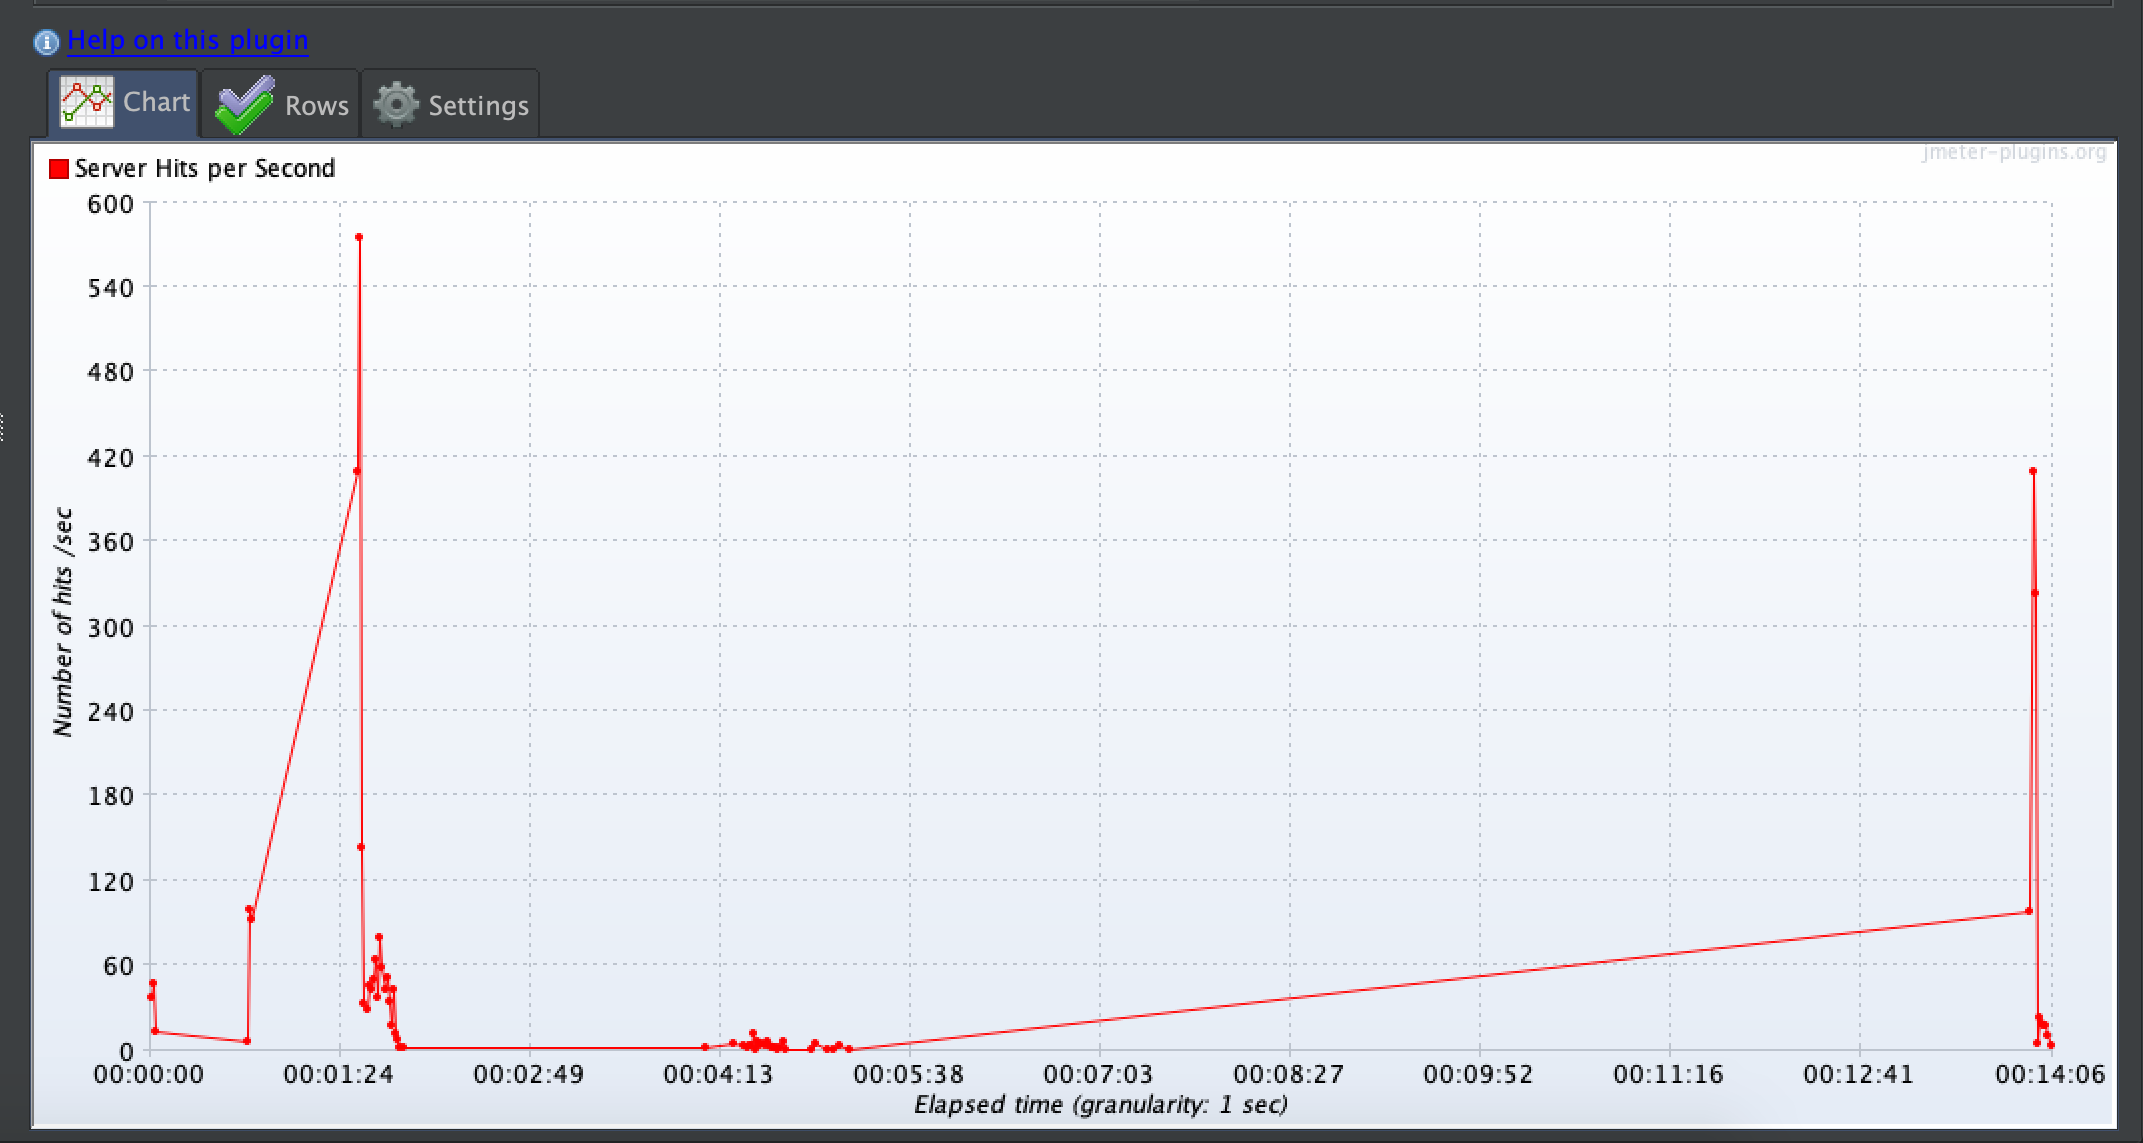 Help on this plugin
Chart Rows Settings
jmeter-plugins.org
Server Hits per Second
600
540
480
420
360
300
240
180
120
60
0
Number of hits /sec
00:00:00 00:01:24 00:02:49 00:04:13 00:05:38 00:07:03 00:08:27 00:09:52 00:11:16 00:12:41 00:14:06
Elapsed time (granularity: 1 sec)